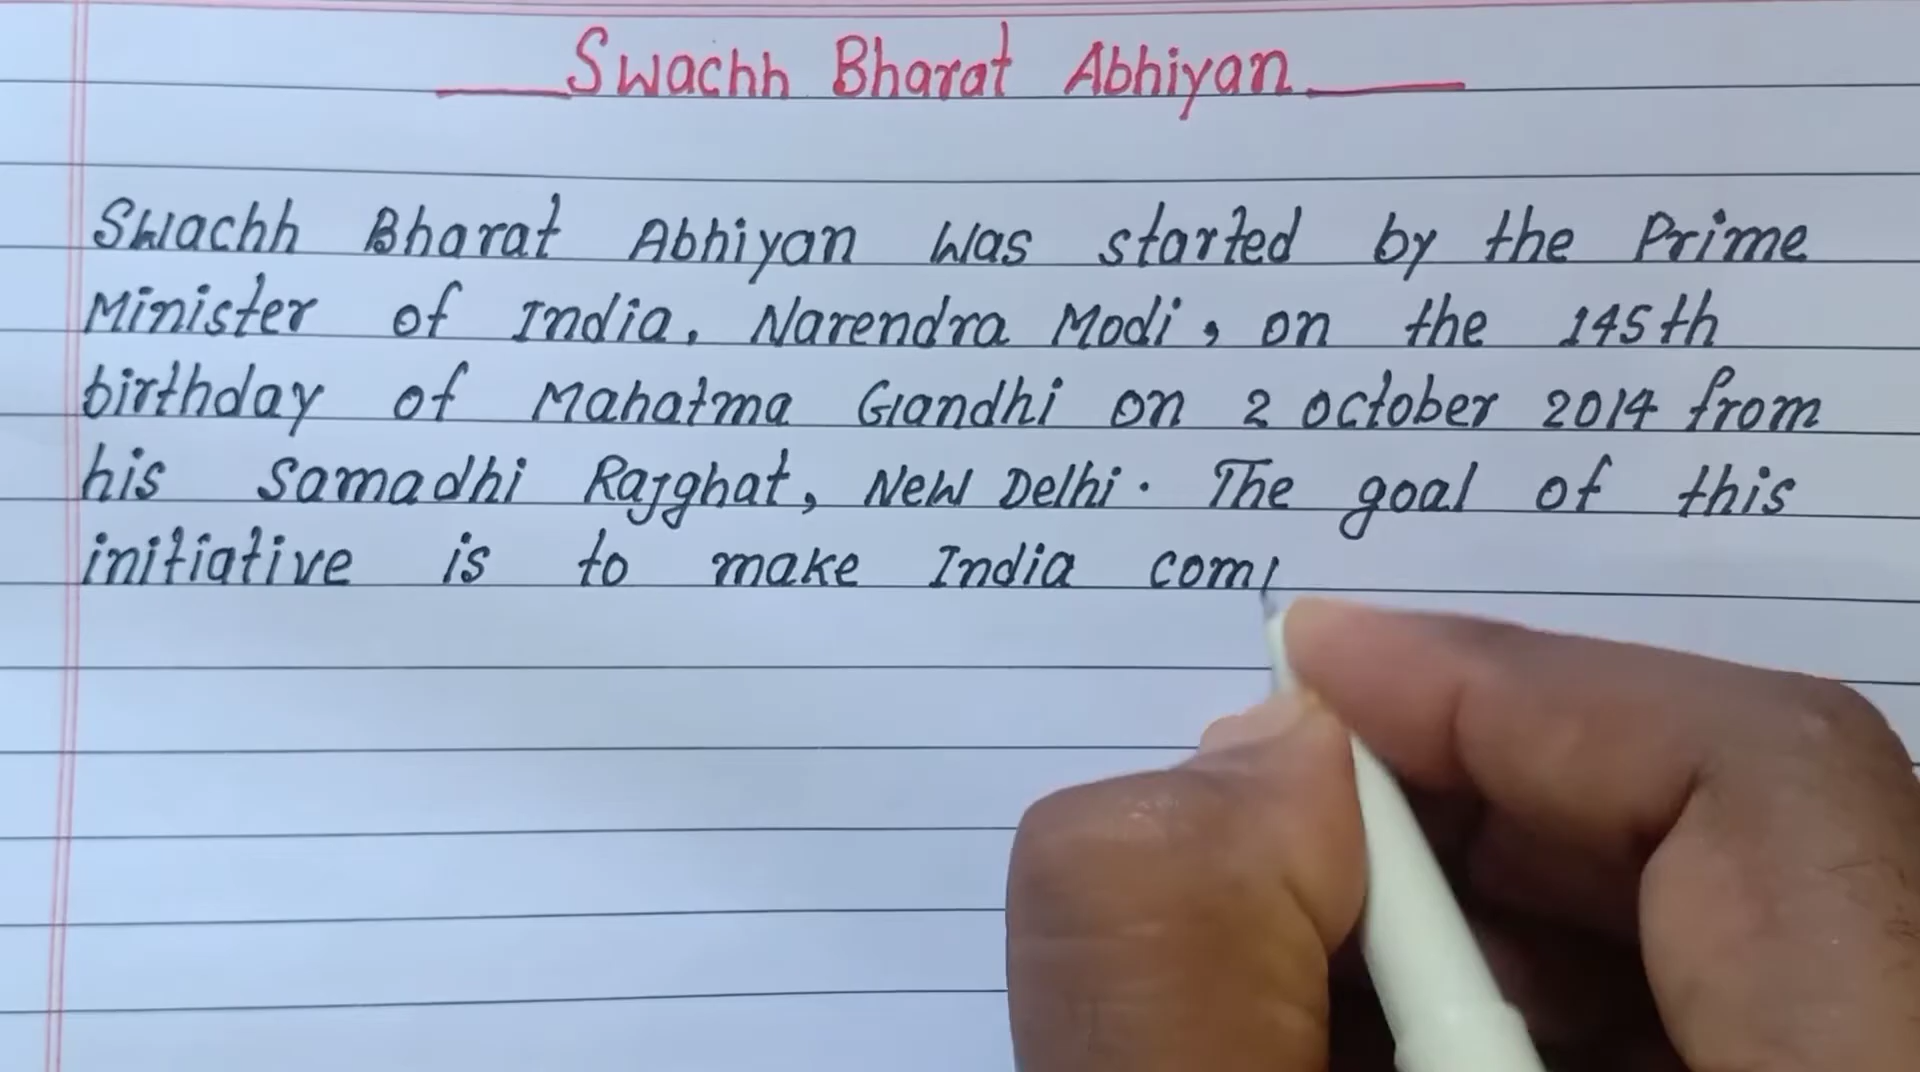 Swachh Bharat Abhiyan
Swachh Bharat Abhiyan was started by the Prime
Minister of India, Narendra Modi, on the 145th
birthday of Mahatma Gandhi on 2 october 2014 from
his Samadhi Rajghat, New Delhi. The goal of this
initiative is to make India com